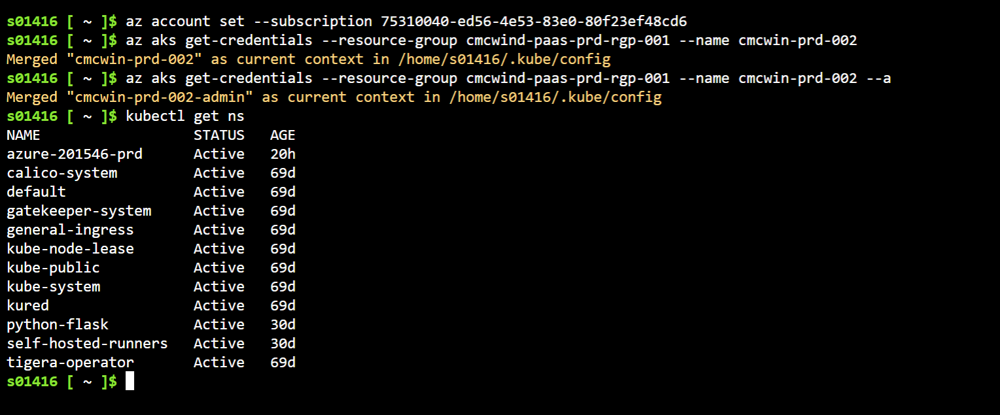 s01416 [ ~ ]$ az account set --subscription 75310040-ed56-4e53-83e0-80f23ef48cd6
s01416 [ ~ ]$ az aks get-credentials --resource-group cmcwind-paas-prd-rgp-001 --name cmcwin-prd-002
Merged "cmcwin-prd-002" as current context in /home/s01416/.kube/config
s01416 [ ~ ]$ az aks get-credentials --resource-group cmcwind-paas-prd-rgp-001 --name cmcwin-prd-002 --a
Merged "cmcwin-prd-002-admin" as current context in /home/s01416/.kube/config
s01416 [ ~ ]$ kubectl get ns
NAME STATUS AGE
azure-201546-prd Active 20h
calico-system Active 69d
default Active 69d
gatekeeper-system Active 69d
general-ingress Active 69d
kube-node-lease Active 69d
kube-public Active 69d
kube-system Active 69d
kured Active 69d
python-flask Active 30d
self-hosted-runners Active 30d
tigera-operator Active 69d
s01416 [ ~ ]$